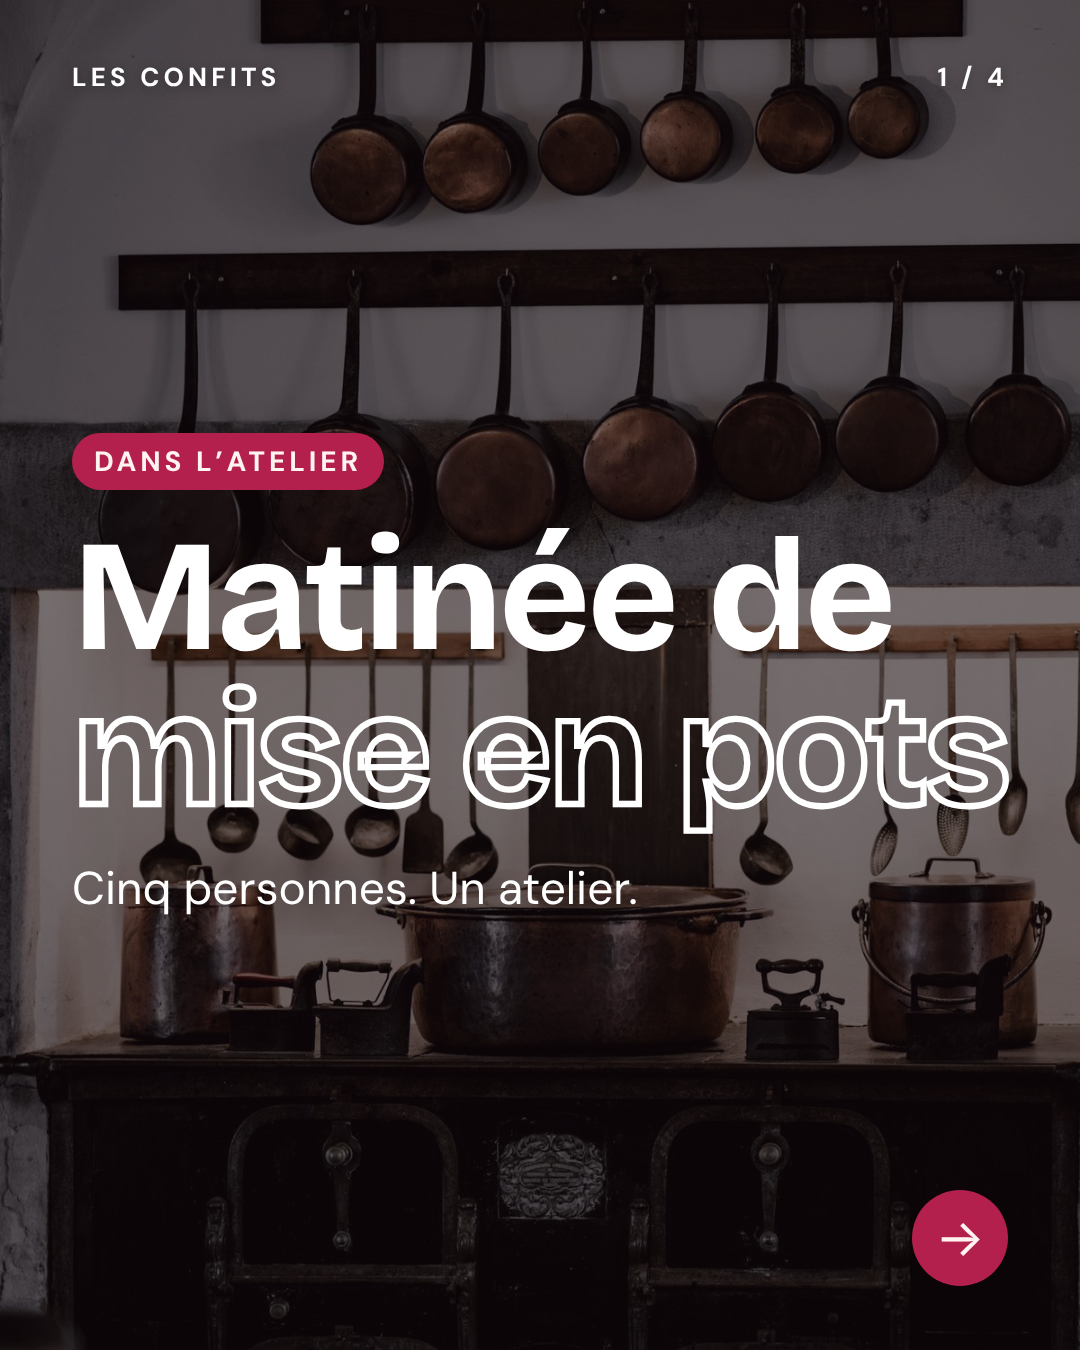 LES CONFITS
1 / 4
DANS L’ATELIER
Matinée de
mise en pots
Cinq personnes. Un atelier.